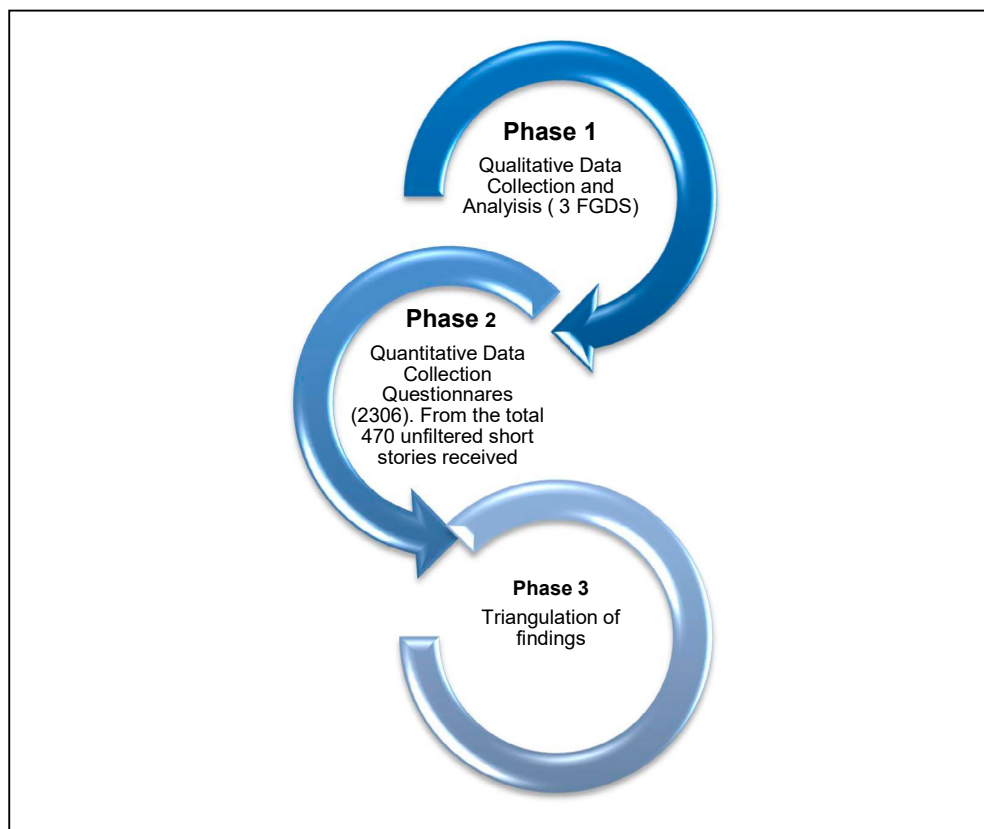 Phase 1
Qualitative Data
Collection and
Analyisis ( 3 FGDS)
Phase 2
Quantitative Data
Collection
Questionnares
(2306). From the total
470 unfiltered short
stories received
Phase 3
Triangulation of
findings